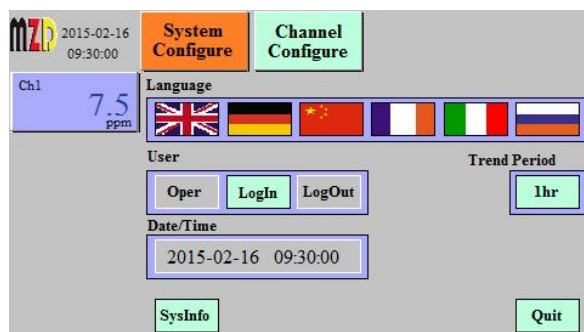 mzb
2015-02-16
09:30:00
System
Configure
Channel
Configure
Ch1
7.5
ppm
Language
User
Trend Period
Oper
LogIn
LogOut
1hr
Date/Time
2015-02-16 09:30:00
SysInfo
Quit